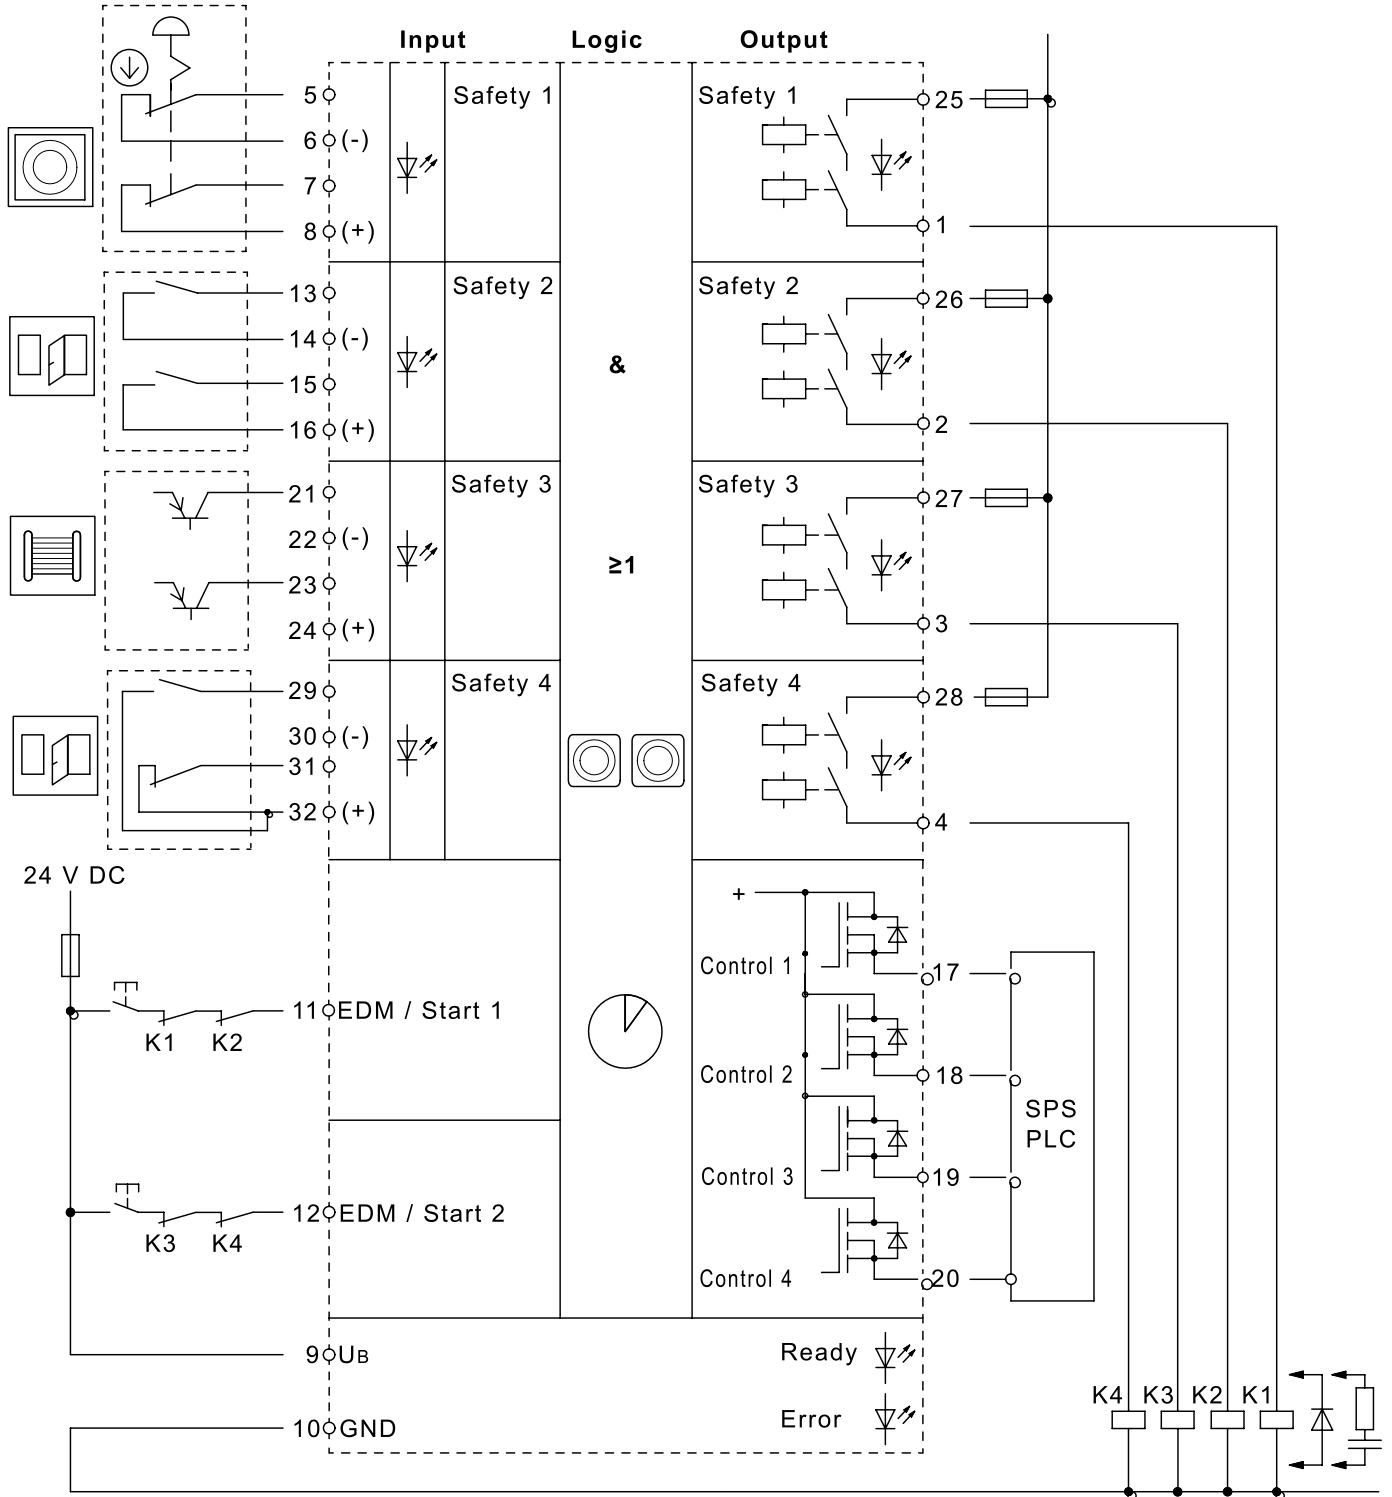 Input Logic Output
5 Safety 1 Safety 1 25
6 (-)
7
8 (+) 1
13 Safety 2 Safety 2 26
14 (-) &
15
16 (+) 2
21 Safety 3 Safety 3 27
22 (-)
23 ≥1
24 (+) 3
29 Safety 4 Safety 4 28
30 (-)
31
32 (+) 4
24 V DC
+
Control 1 17
11 EDM / Start 1
K1 K2
Control 2 18
SPS
PLC
Control 3 19
12 EDM / Start 2
K3 K4
Control 4 20
9 UB Ready
K4 K3 K2 K1
10 GND Error